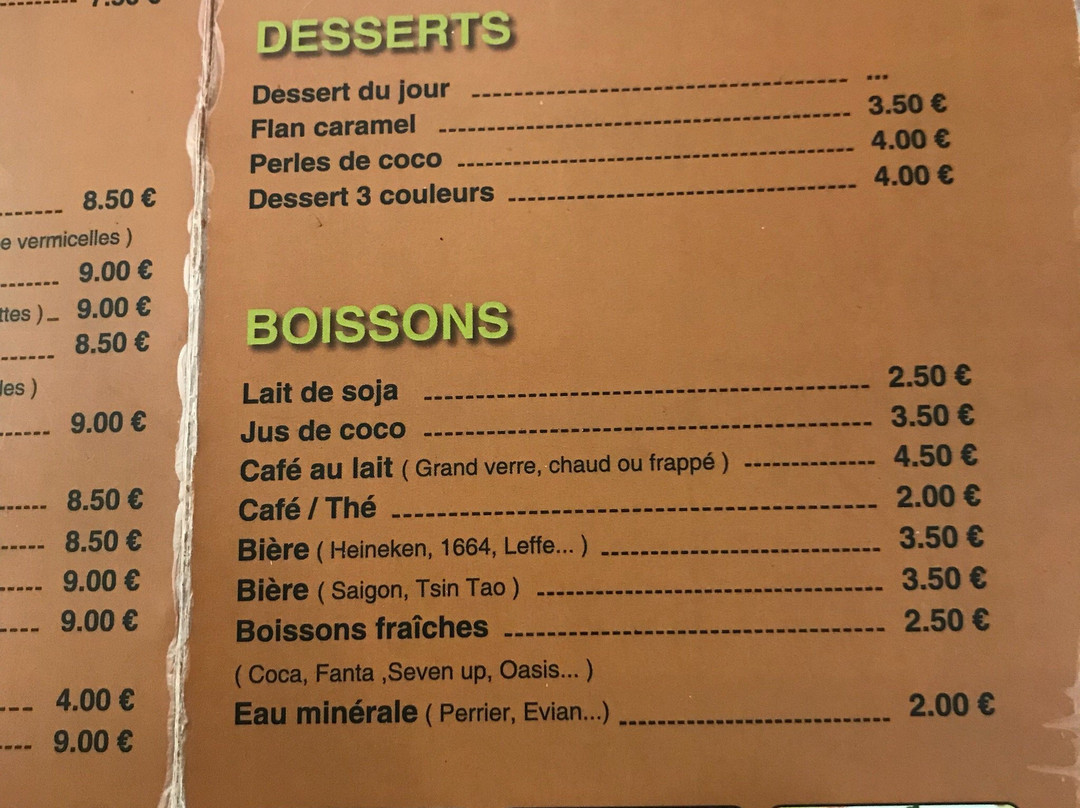 7.50 €
8.50 €
e vermicelles )
9.00 €
ttes ) 9.00 €
8.50 €
les )
9.00 €
8.50 €
8.50 €
9.00 €
9.00 €
4.00 €
9.00 €
DESSERTS
Dessert du jour ...
Flan caramel 3.50 €
Perles de coco 4.00 €
Dessert 3 couleurs 4.00 €
BOISSONS
Lait de soja 2.50 €
Jus de coco 3.50 €
Café au lait ( Grand verre, chaud ou frappé ) 4.50 €
Café / Thé 2.00 €
Bière ( Heineken, 1664, Leffe... ) 3.50 €
Bière ( Saigon, Tsin Tao ) 3.50 €
Boissons fraîches 2.50 €
( Coca, Fanta ,Seven up, Oasis... )
Eau minérale ( Perrier, Evian...) 2.00 €